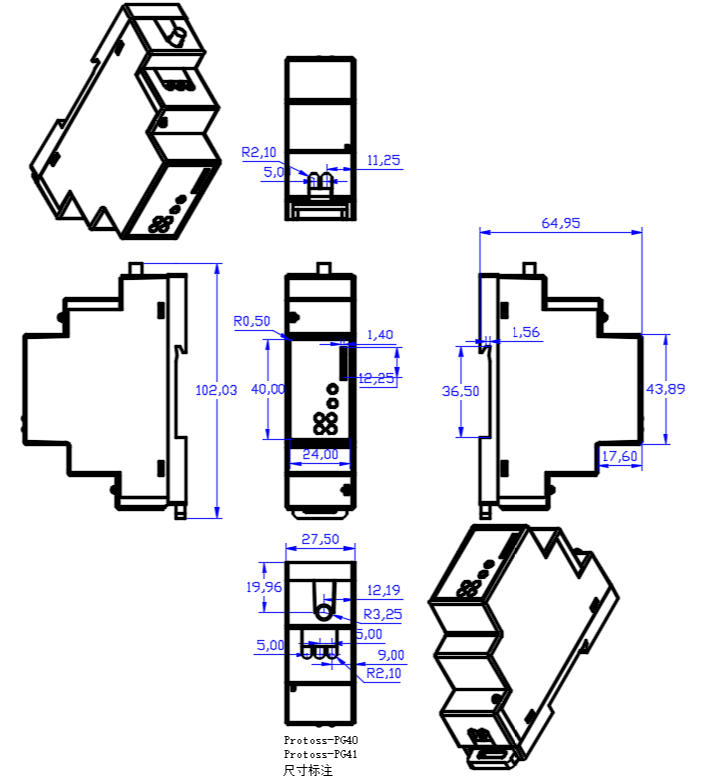 R2,10
11,25
5,0
64,95
R0,50
1,40
1,56
102,03
40,00
12,25
36,50
43,89
24,00
17,60
27,50
19,96
12,19
R3,25
5,00
5,00
9,00
R2,10
Protoss-PG40
Protoss-PG41
尺寸标注